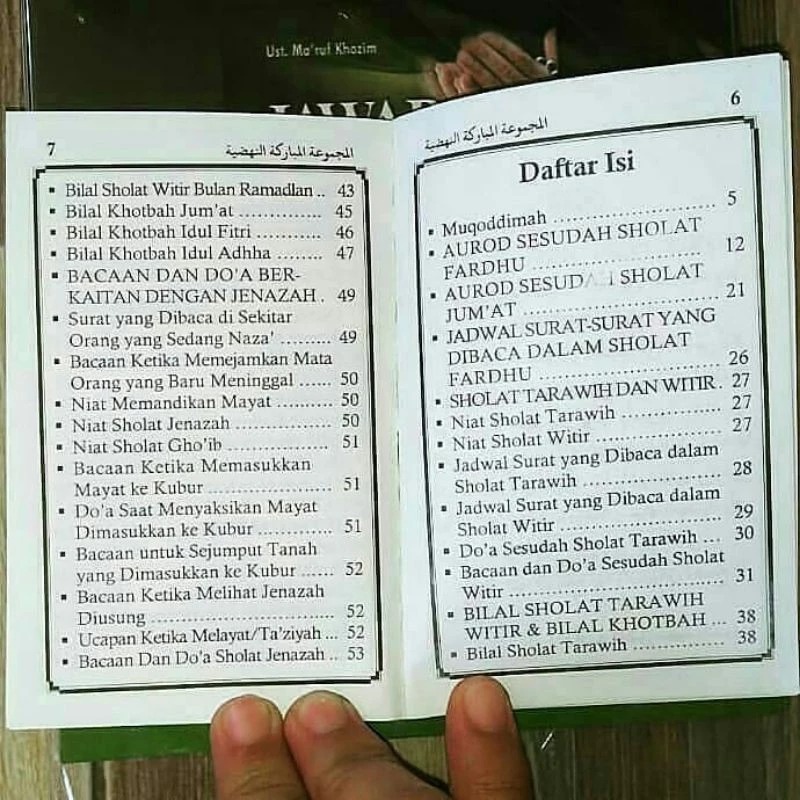 Ust. Ma'ruf Khozim
6
المجموعة المباركة النهضية
Daftar Isi
▪ Muqoddimah ........................ 5
▪ AUROD SESUDAH SHOLAT
FARDHU ........................... 12
▪ AUROD SESUDAH SHOLAT
JUM'AT ............................. 21
▪ JADWAL SURAT-SURAT YANG
DIBACA DALAM SHOLAT
FARDHU ........................... 26
▪ SHOLAT TARAWIH DAN WITIR . 27
▪ Niat Sholat Tarawih ............... 27
▪ Niat Sholat Witir .................. 27
▪ Jadwal Surat yang Dibaca dalam
Sholat Tarawih ...................... 28
▪ Jadwal Surat yang Dibaca dalam
Sholat Witir ......................... 29
▪ Do'a Sesudah Sholat Tarawih ... 30
▪ Bacaan dan Do'a Sesudah Sholat
Witir ................................. 31
▪ BILAL SHOLAT TARAWIH
WITIR & BILAL KHOTBAH ... 38
▪ Bilal Sholat Tarawih .............. 38
7
المجموعة المباركة النهضية
▪ Bilal Sholat Witir Bulan Ramadlan .. 43
▪ Bilal Khotbah Jum'at ............. 45
▪ Bilal Khotbah Idul Fitri .......... 46
▪ Bilal Khotbah Idul Adhha ....... 47
▪ BACAAN DAN DO'A BER-
KAITAN DENGAN JENAZAH . 49
▪ Surat yang Dibaca di Sekitar
Orang yang Sedang Naza' ......... 49
▪ Bacaan Ketika Memejamkan Mata
Orang yang Baru Meninggal ...... 50
▪ Niat Memandikan Mayat ......... 50
▪ Niat Sholat Jenazah ............... 50
▪ Niat Sholat Gho'ib ................ 51
▪ Bacaan Ketika Memasukkan
Mayat ke Kubur .................... 51
▪ Do'a Saat Menyaksikan Mayat
Dimasukkan ke Kubur ............. 51
▪ Bacaan untuk Sejumput Tanah
yang Dimasukkan ke Kubur ...... 52
▪ Bacaan Ketika Melihat Jenazah
Diusung .............................. 52
▪ Ucapan Ketika Melayat/Ta'ziyah ... 52
▪ Bacaan Dan Do'a Sholat Jenazah .. 53